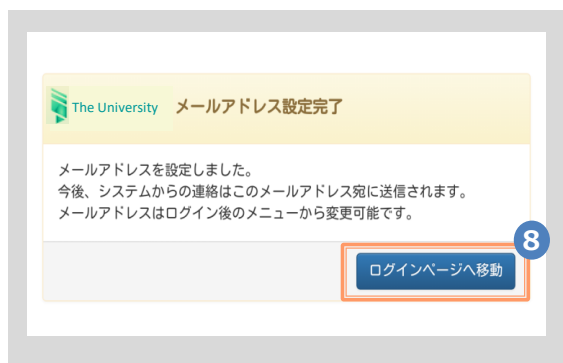 The University メールアドレス設定完了
メールアドレスを設定しました。
今後、システムからの連絡はこのメールアドレス宛に送信されます。
メールアドレスはログイン後のメニューから変更可能です。
8
ログインページへ移動